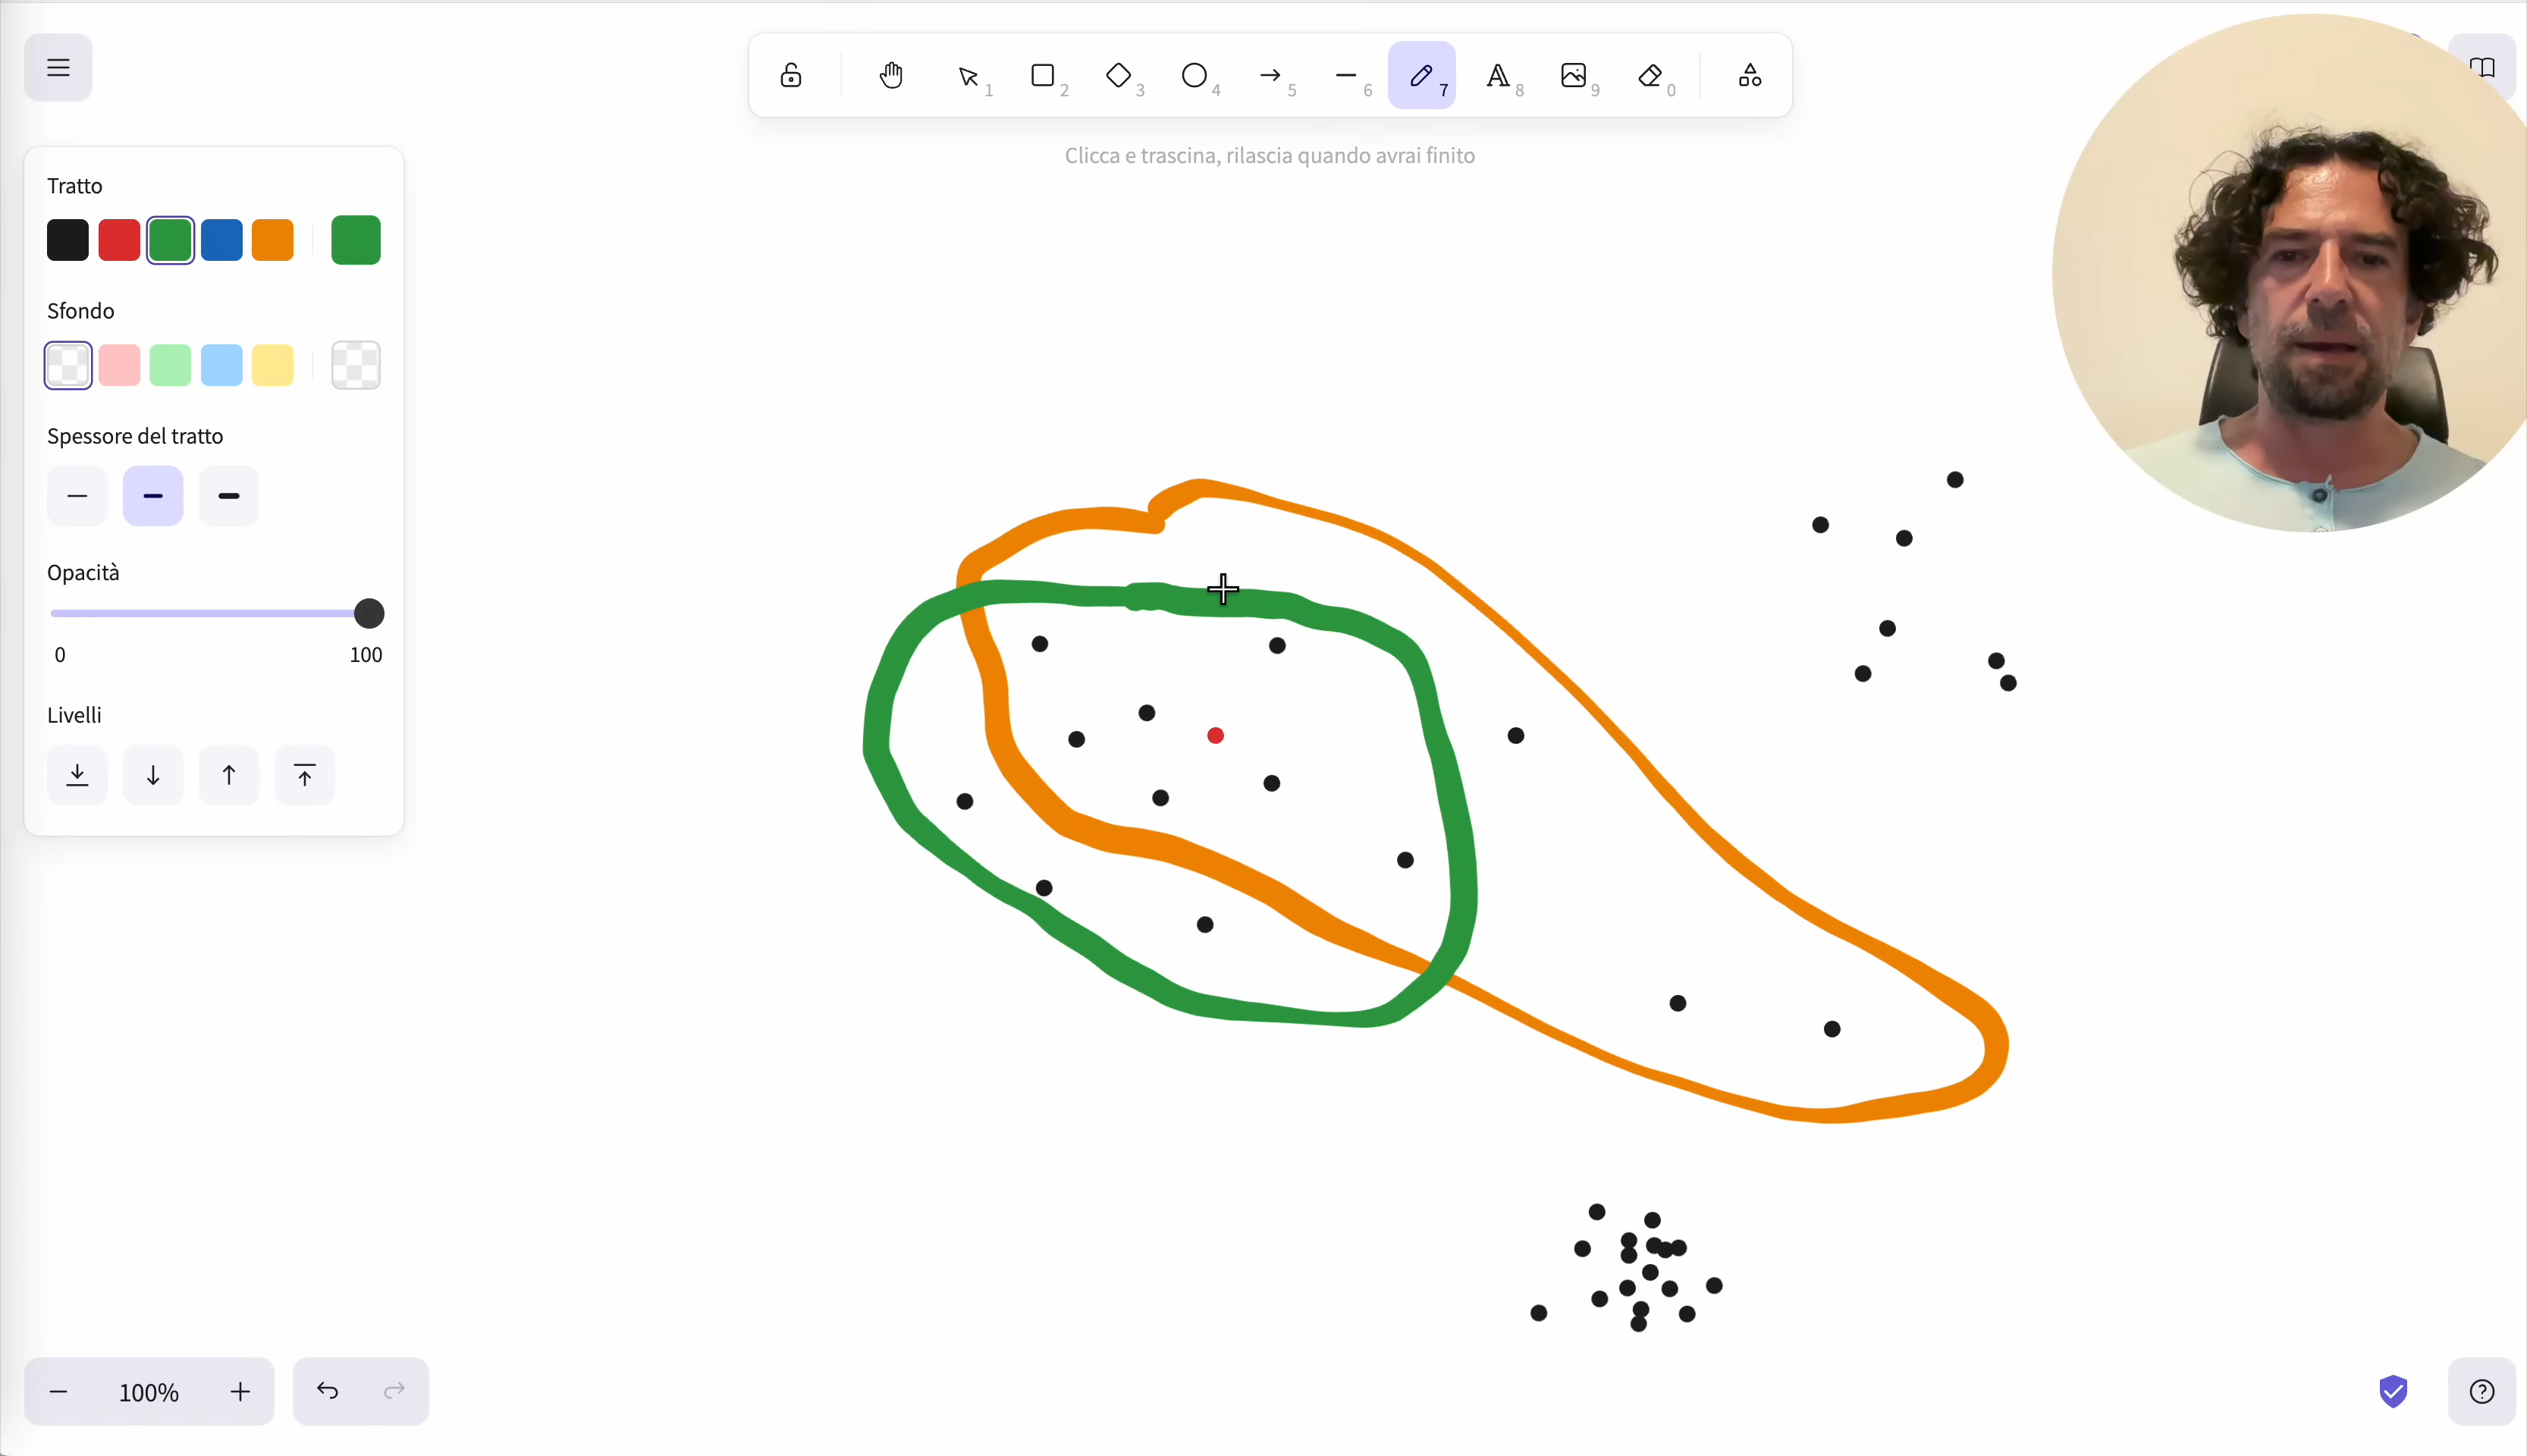 1 2 3 4 5 6 7 8 9 0
Clicca e trascina, rilascia quando avrai finito
Tratto
Sfondo
Spessore del tratto
Opacità
0 100
Livelli
100%